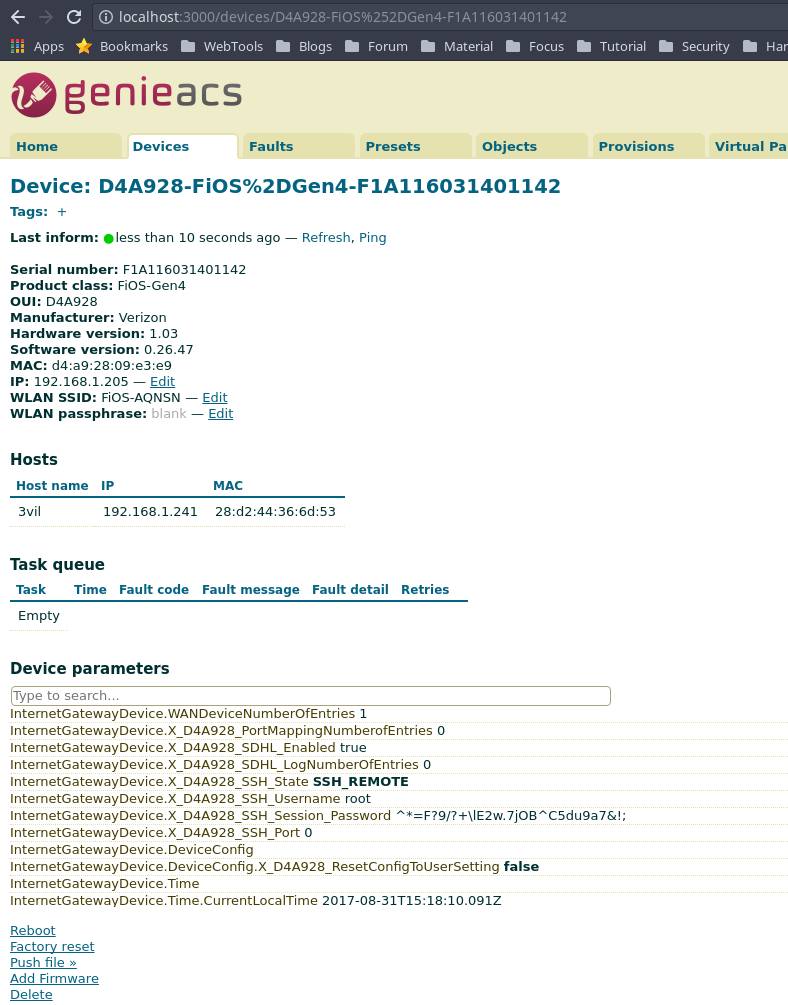 localhost:3000/devices/D4A928-FiOS%252DGen4-F1A116031401142
Apps Bookmarks WebTools Blogs Forum Material Focus Tutorial Security Har
genieacs
Home Devices Faults Presets Objects Provisions Virtual Pa
Device: D4A928-FiOS%2DGen4-F1A116031401142
Tags: +
Last inform: less than 10 seconds ago — Refresh, Ping
Serial number: F1A116031401142
Product class: FiOS-Gen4
OUI: D4A928
Manufacturer: Verizon
Hardware version: 1.03
Software version: 0.26.47
MAC: d4:a9:28:09:e3:e9
IP: 192.168.1.205 — Edit
WLAN SSID: FiOS-AQNSN — Edit
WLAN passphrase: blank — Edit
Hosts
Host name IP MAC
3vil 192.168.1.241 28:d2:44:36:6d:53
Task queue
Task Time Fault code Fault message Fault detail Retries
Empty
Device parameters
Type to search...
InternetGatewayDevice.WANDeviceNumberOfEntries 1
InternetGatewayDevice.X_D4A928_PortMappingNumberofEntries 0
InternetGatewayDevice.X_D4A928_SDHL_Enabled true
InternetGatewayDevice.X_D4A928_SDHL_LogNumberOfEntries 0
InternetGatewayDevice.X_D4A928_SSH_State SSH_REMOTE
InternetGatewayDevice.X_D4A928_SSH_Username root
InternetGatewayDevice.X_D4A928_SSH_Session_Password ^*=F?9/?+\lE2w.7jOB^C5du9a7&!;
InternetGatewayDevice.X_D4A928_SSH_Port 0
InternetGatewayDevice.DeviceConfig
InternetGatewayDevice.DeviceConfig.X_D4A928_ResetConfigToUserSetting false
InternetGatewayDevice.Time
InternetGatewayDevice.Time.CurrentLocalTime 2017-08-31T15:18:10.091Z
Reboot
Factory reset
Push file »
Add Firmware
Delete